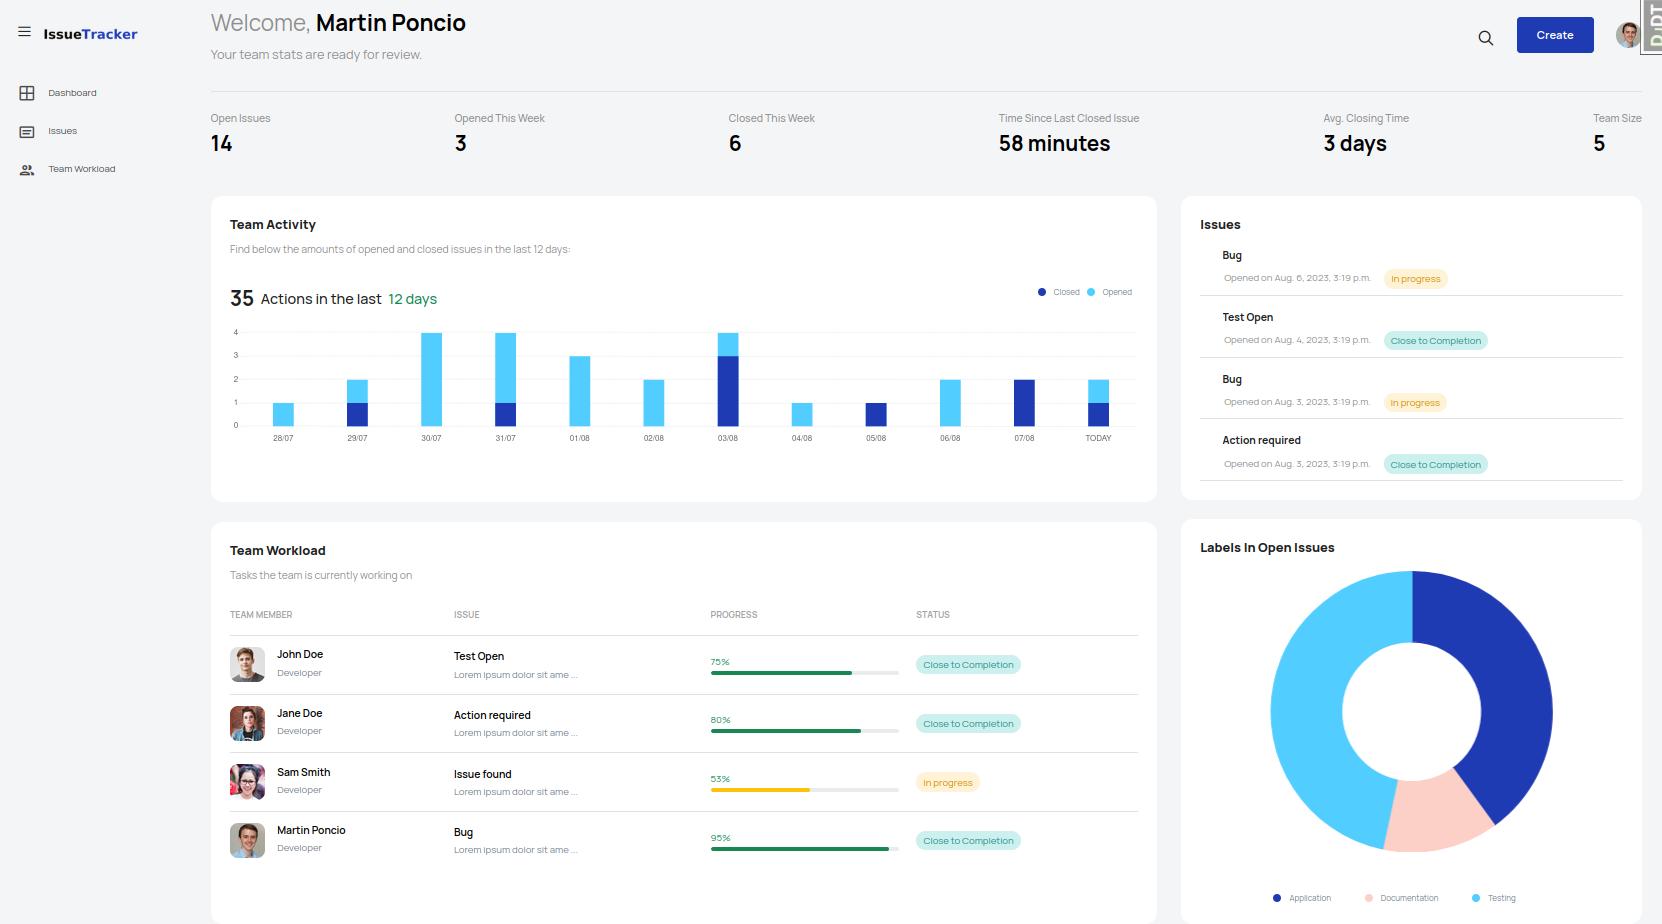 IssueTracker
Dashboard
Issues
Team Workload
Welcome, Martin Poncio
Your team stats are ready for review.
Create
DJDT
Open Issues
14
Opened This Week
3
Closed This Week
6
Time Since Last Closed Issue
58 minutes
Avg. Closing Time
3 days
Team Size
5
Team Activity
Find below the amounts of opened and closed issues in the last 12 days:
35 Actions in the last 12 days
Closed Opened
4
3
2
1
0
28/07 29/07 30/07 31/07 01/08 02/08 03/08 04/08 05/08 06/08 07/08 TODAY
Issues
Bug
Opened on Aug. 6, 2023, 3:19 p.m. In progress
Test Open
Opened on Aug. 4, 2023, 3:19 p.m. Close to Completion
Bug
Opened on Aug. 3, 2023, 3:19 p.m. In progress
Action required
Opened on Aug. 3, 2023, 3:19 p.m. Close to Completion
Team Workload
Tasks the team is currently working on
TEAM MEMBER ISSUE PROGRESS STATUS
John Doe
Developer
Test Open
Lorem ipsum dolor sit ame ...
75%
Close to Completion
Jane Doe
Developer
Action required
Lorem ipsum dolor sit ame ...
80%
Close to Completion
Sam Smith
Developer
Issue found
Lorem ipsum dolor sit ame ...
53%
In progress
Martin Poncio
Developer
Bug
Lorem ipsum dolor sit ame ...
95%
Close to Completion
Labels In Open Issues
Application Documentation Testing